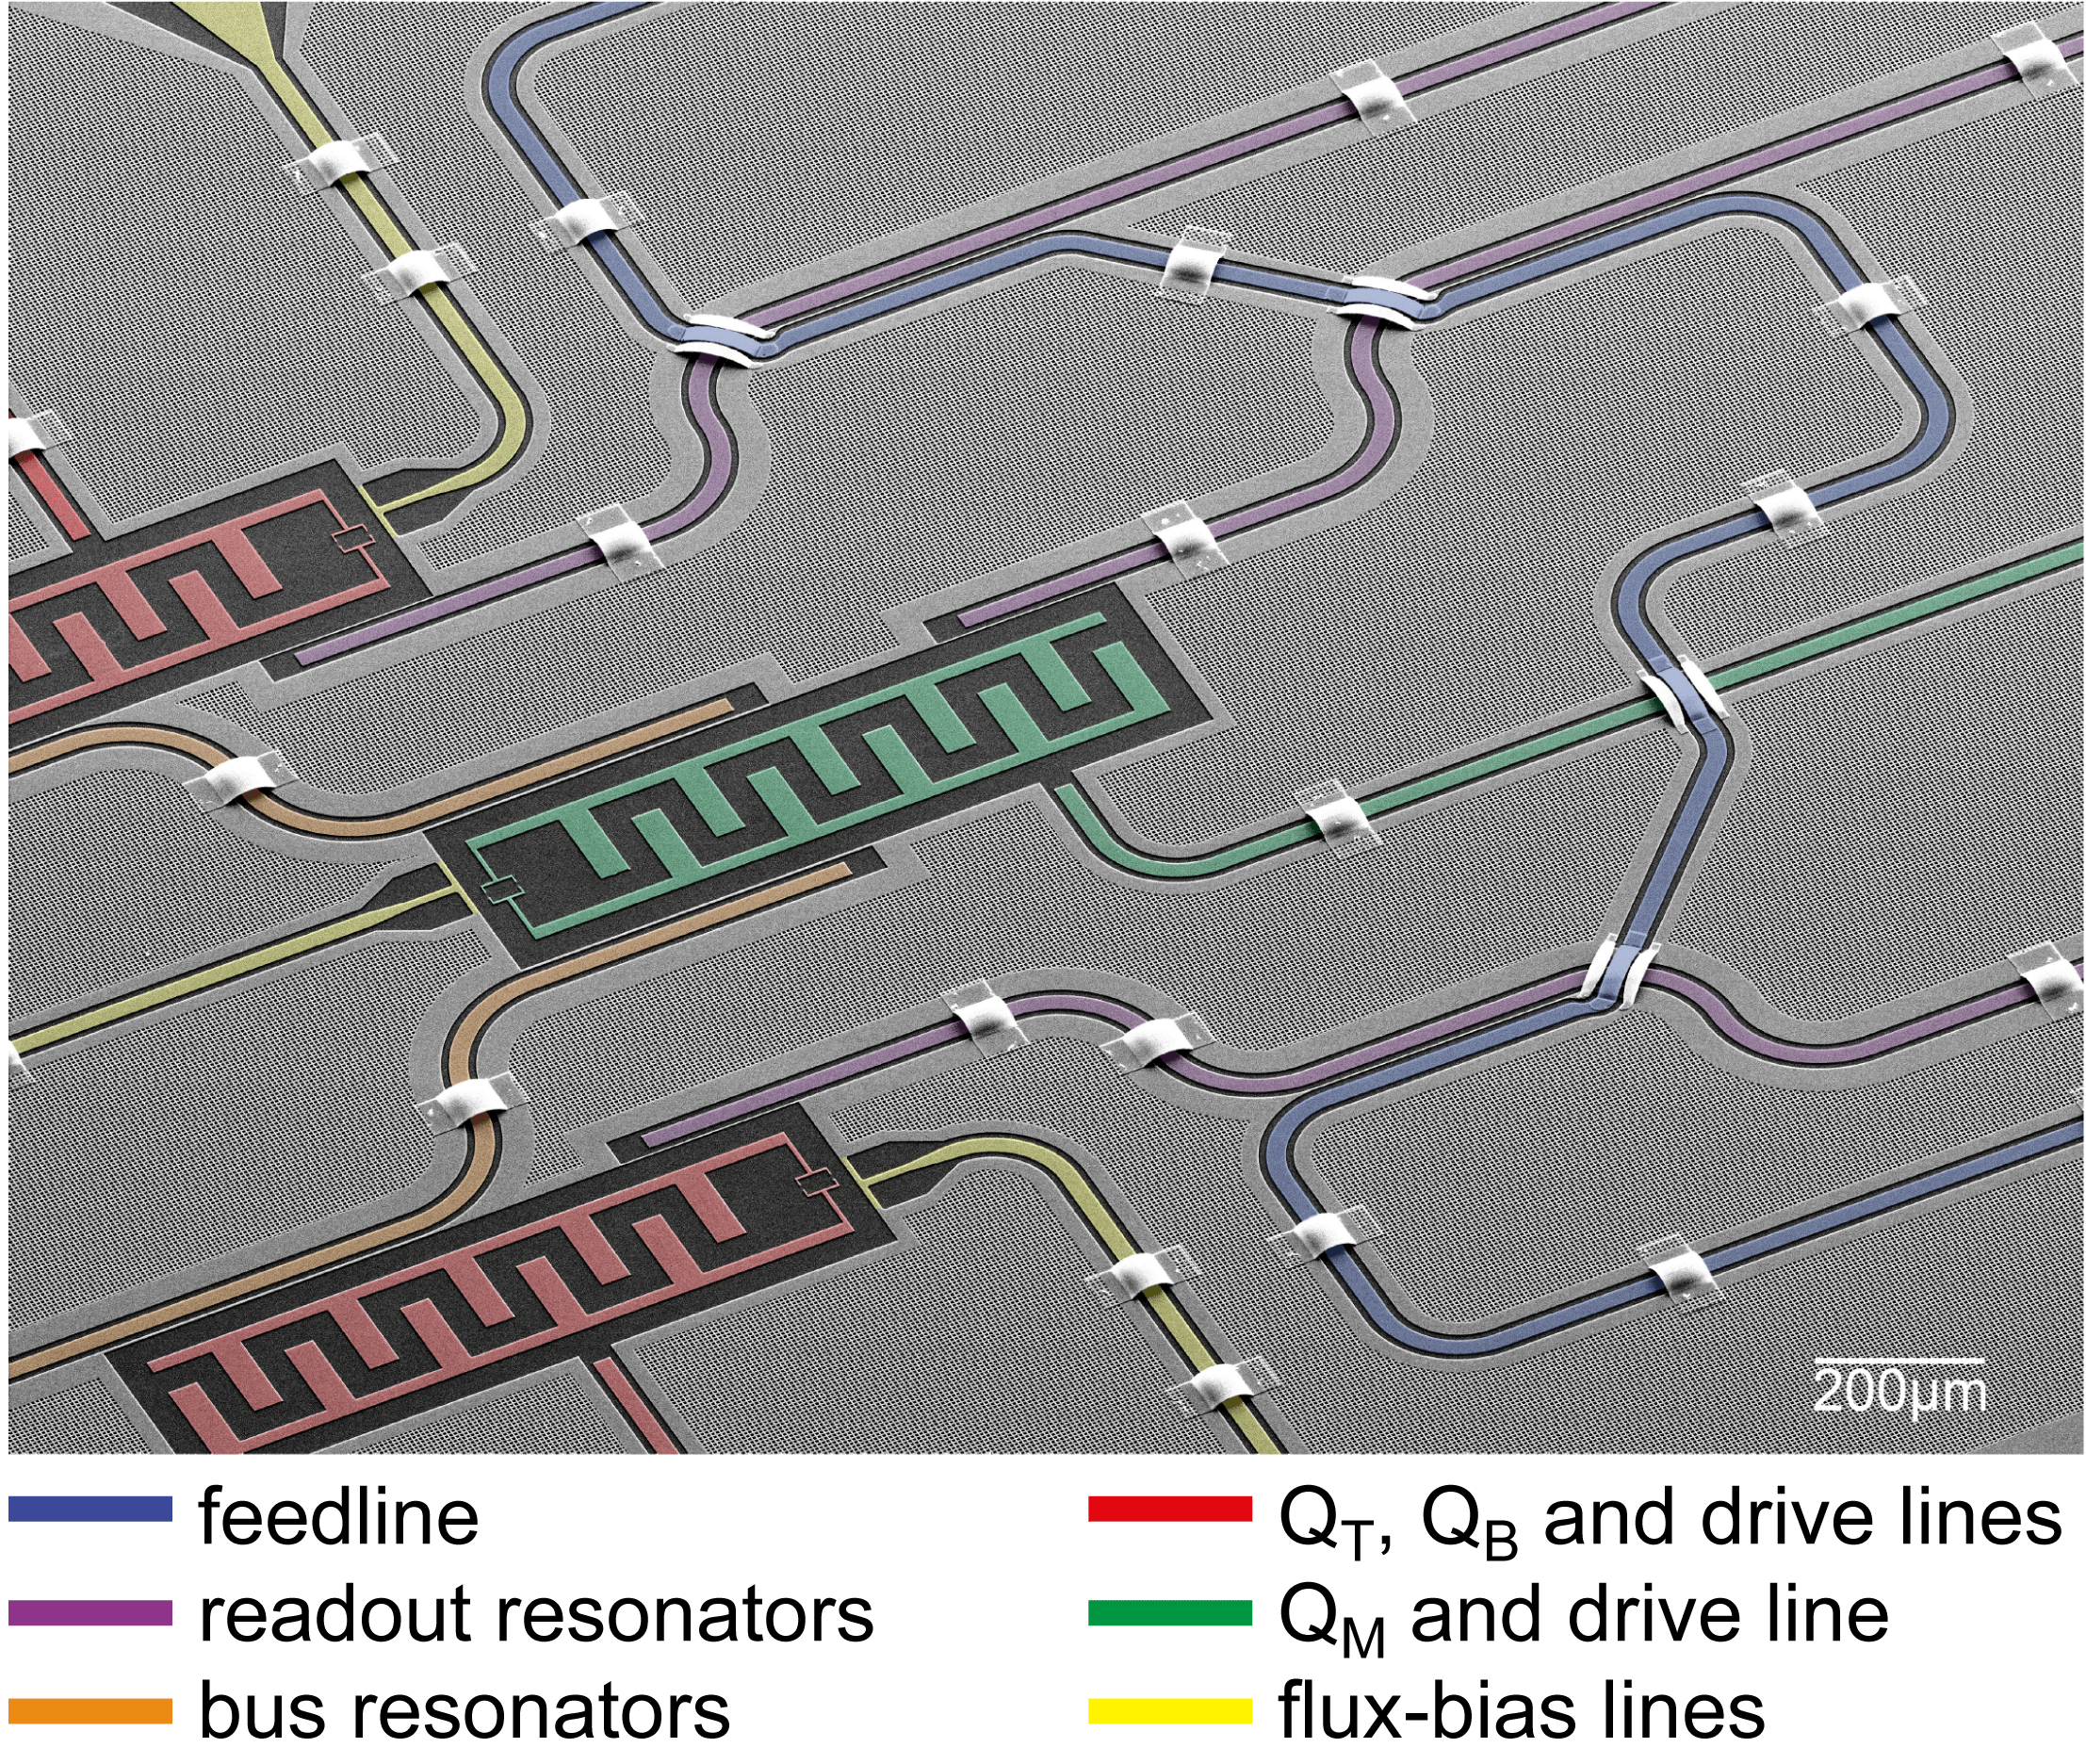 200μm
feedline
readout resonators
bus resonators
Q_T, Q_B and drive lines
Q_M and drive line
flux-bias lines